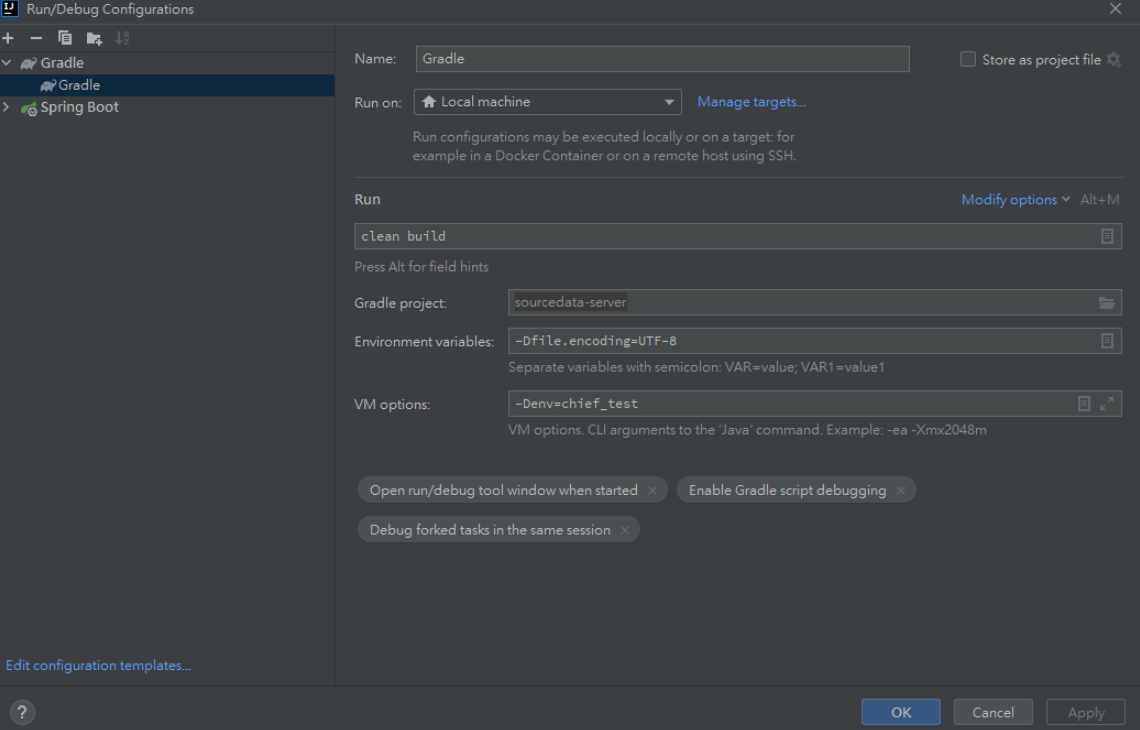 IJ Run/Debug Configurations
Gradle
Gradle
Spring Boot
Edit configuration templates...
?
Name: Gradle Store as project file
Run on: Local machine Manage targets...
Run configurations may be executed locally or on a target: for
example in a Docker Container or on a remote host using SSH.
Run Modify options Alt+M
clean build
Press Alt for field hints
Gradle project: sourcedata-server
Environment variables: -Dfile.encoding=UTF-8
Separate variables with semicolon: VAR=value; VAR1=value1
VM options: -Denv=chief_test
VM options. CLI arguments to the 'Java' command. Example: -ea -Xmx2048m
Open run/debug tool window when started × Enable Gradle script debugging ×
Debug forked tasks in the same session ×
OK Cancel Apply